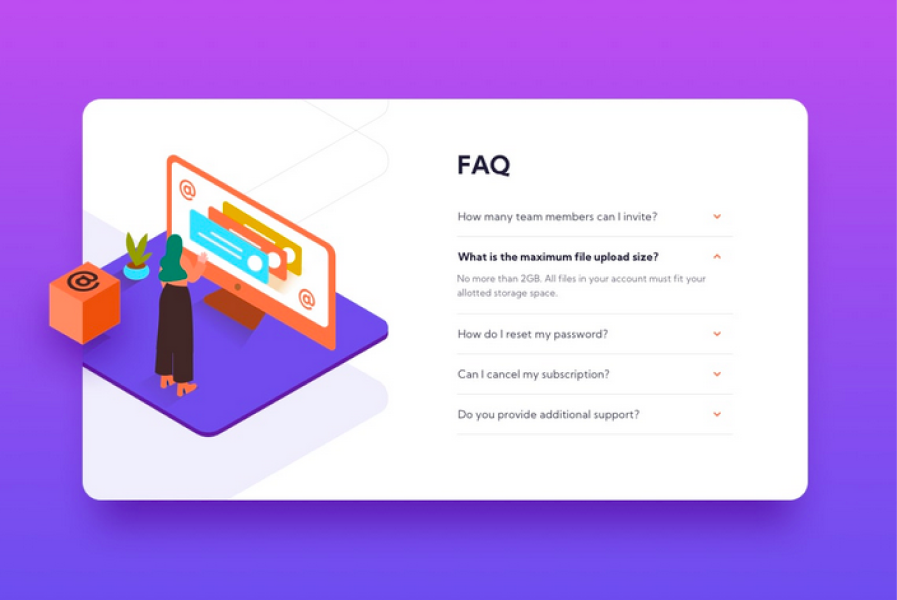 @
@
@
FAQ
How many team members can I invite?
What is the maximum file upload size?
No more than 2GB. All files in your account must fit your
allotted storage space.
How do I reset my password?
Can I cancel my subscription?
Do you provide additional support?